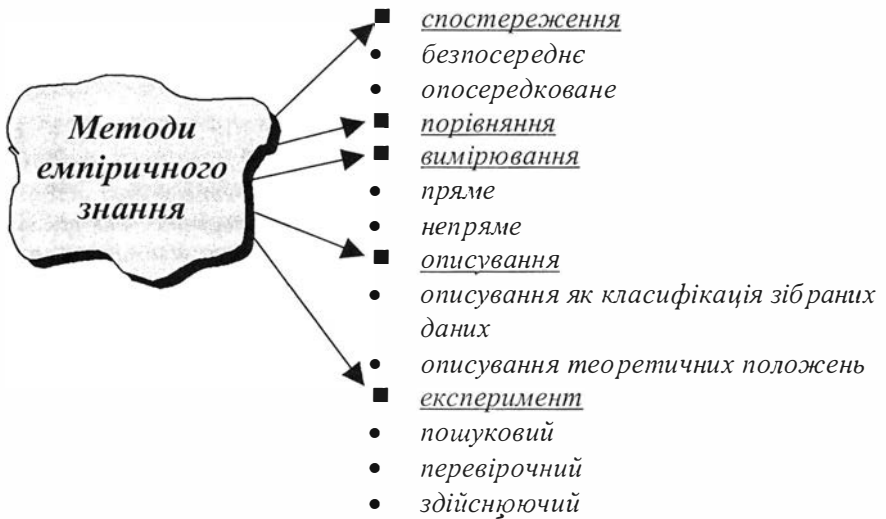 Методи
емпіричного
знання
■ спостереження
• безпосереднє
• опосередковане
■ порівняння
■ вимірювання
• пряме
• непряме
■ описування
• описування як класифікація зібраних
даних
• описування теоретичних положень
■ експеримент
• пошуковий
• перевірочний
• здійснюючий